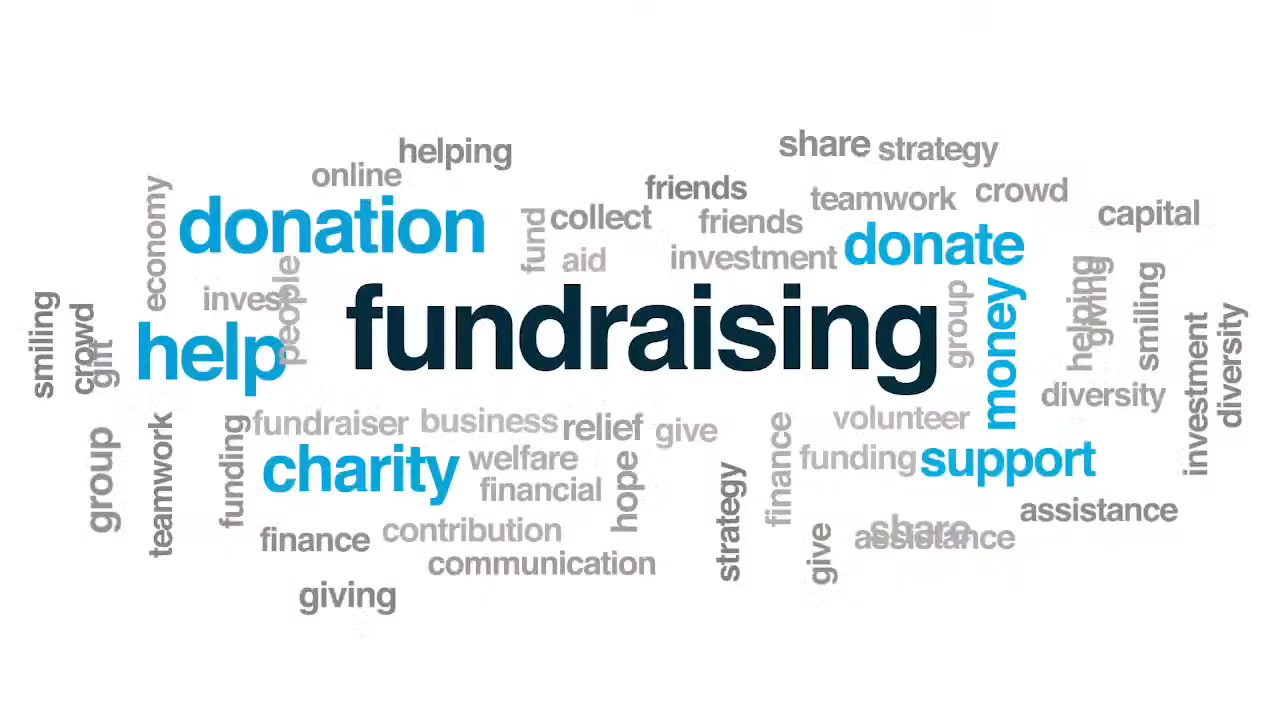 helping
share
strategy
online
friends
teamwork
crowd
economy
donation
fund
collect
friends
donate
capital
aid
investment
people
invest
fundraising
group
money
helping
giving
smiling
smiling
crowd
gift
help
diversity
investment
diversity
group
teamwork
funding
fundraiser
business
relief
give
finance
volunteer
charity
welfare
financial
hope
strategy
funding
support
finance
contribution
communication
give
share
assistance
assistance
giving